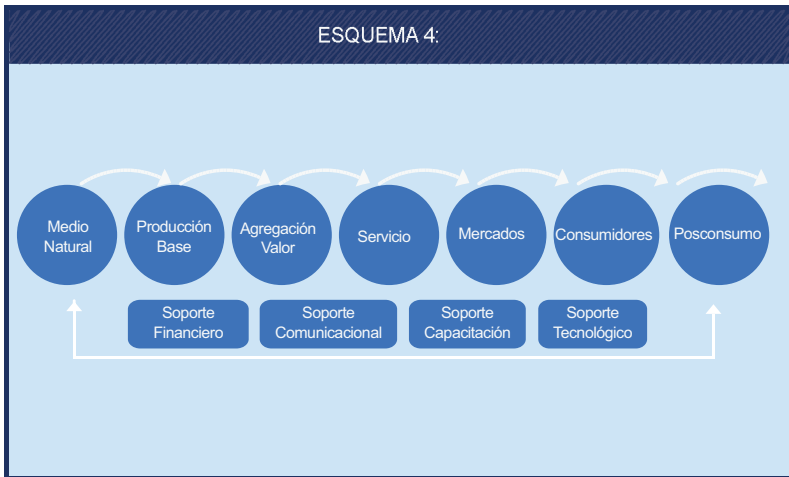 ESQUEMA 4:
Medio
Natural
Producción
Base
Agregación
Valor
Servicio
Mercados
Consumidores
Posconsumo
Soporte
Financiero
Soporte
Comunicacional
Soporte
Capacitación
Soporte
Tecnológico